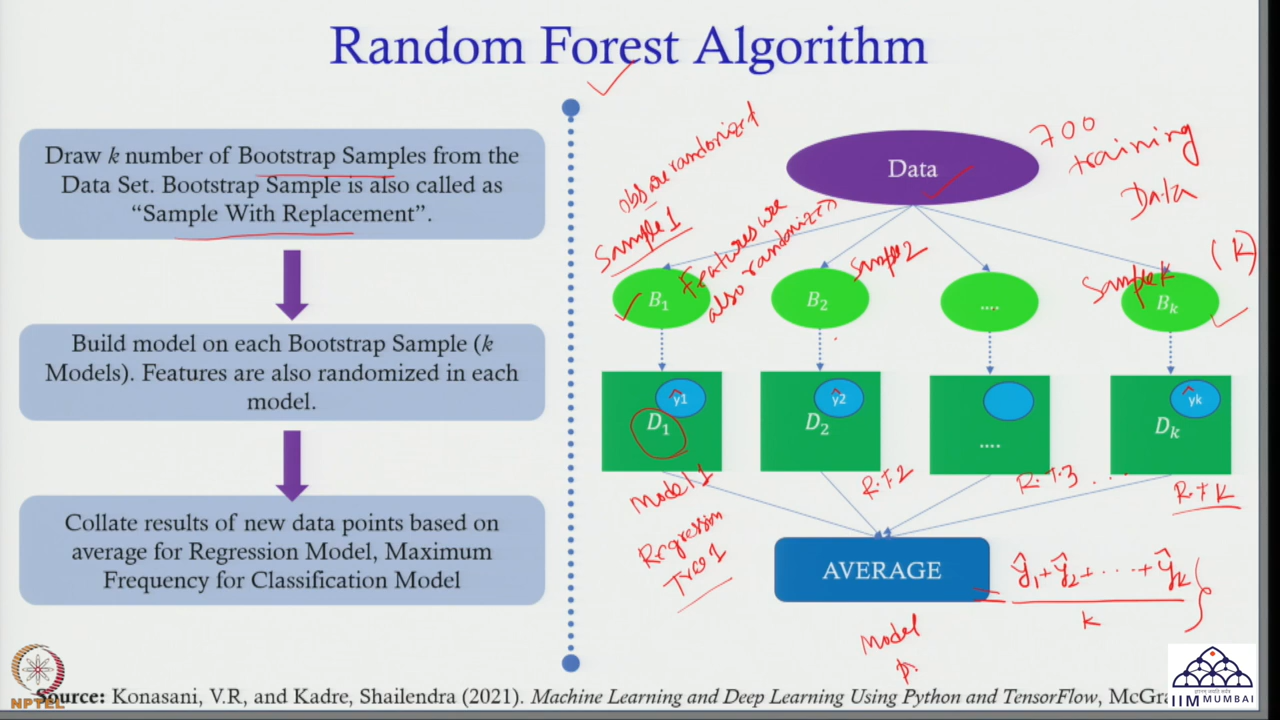 Random Forest Algorithm
Draw k number of Bootstrap Samples from the
Data Set. Bootstrap Sample is also called as
“Sample With Replacement”.
Build model on each Bootstrap Sample (k
Models). Features are also randomized in each
model.
Collate results of new data points based on
average for Regression Model, Maximum
Frequency for Classification Model
Data
700
training
Data
obs are randomized
Sample 1
Features were
also randomized
Sample 2
Sample k
(k)
B1
B2
....
Bk
ŷ1
D1
ŷ2
D2
....
ŷk
Dk
Model 1
Regression
Tree 1
R.T 2
R.T.3 ....
R T K
AVERAGE
= ŷ1+ŷ2+...+ŷk
k
Model
Source: Konasani, V.R, and Kadre, Shailendra (2021). Machine Learning and Deep Learning Using Python and TensorFlow, McGra
NPTEL
IIM MUMBAI